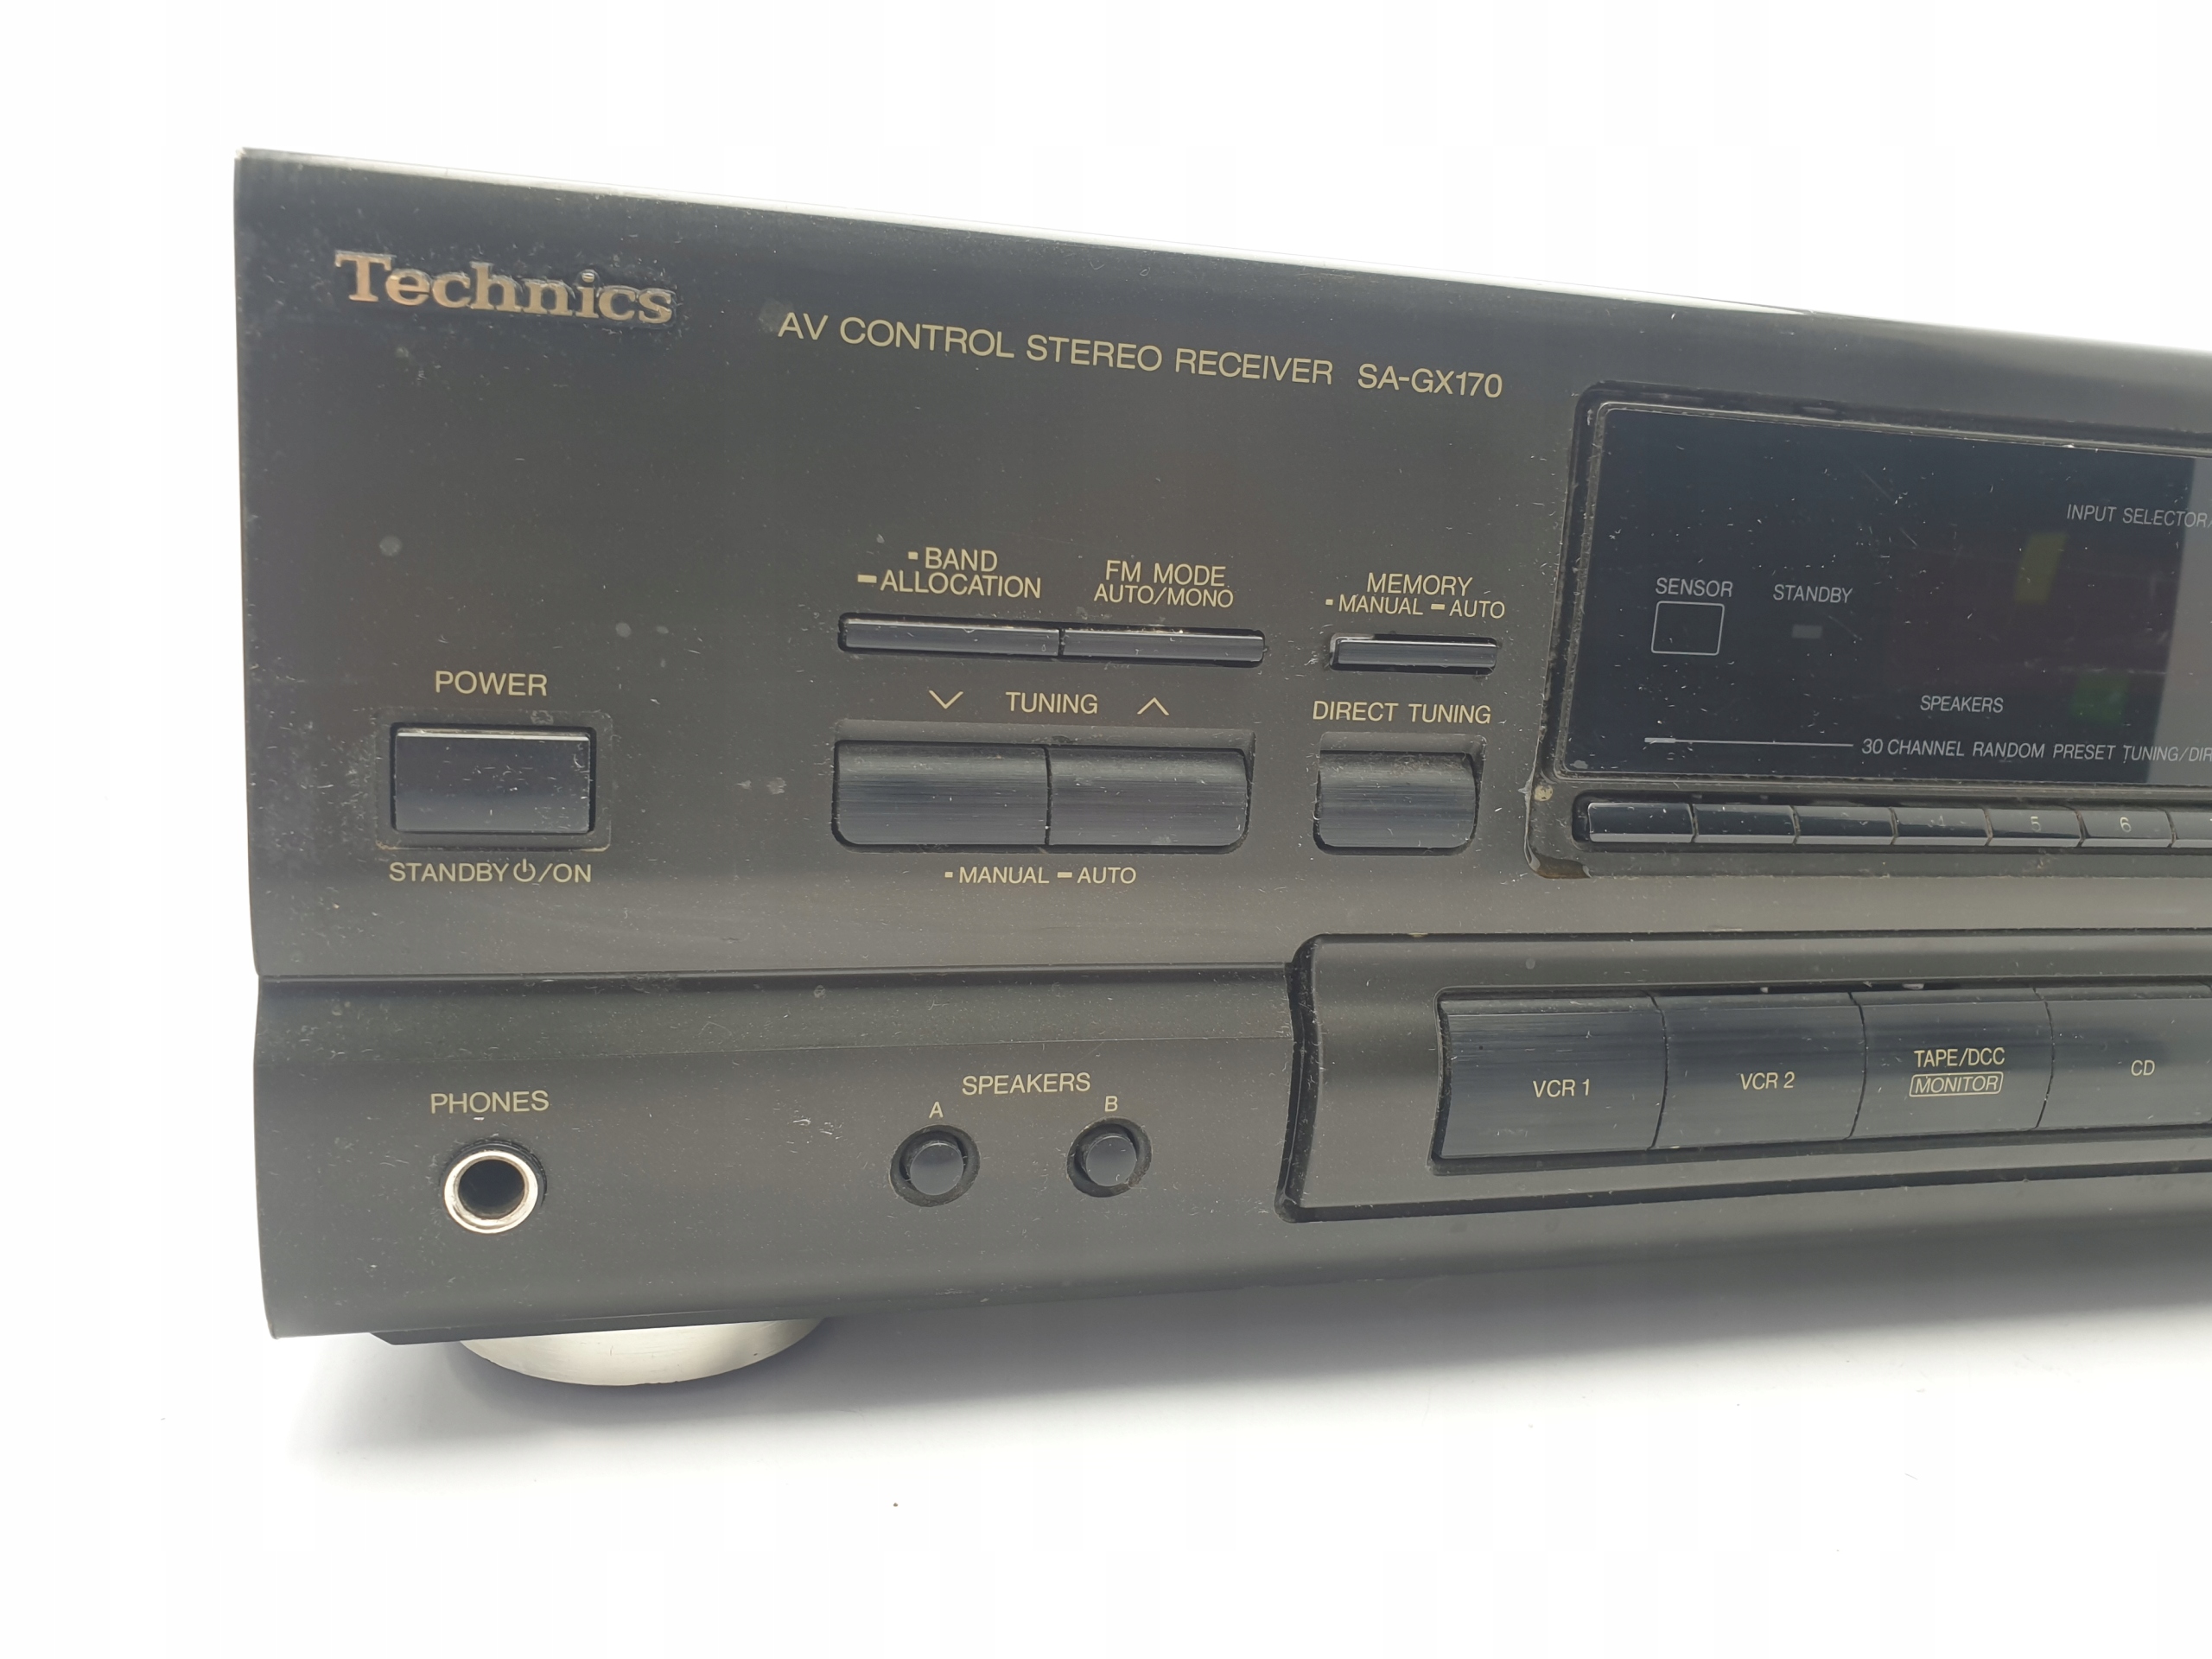 Technics
AV CONTROL STEREO RECEIVER SA-GX170
INPUT SELECTOR/
BAND
ALLOCATION
FM MODE
AUTO/MONO
MEMORY
MANUAL AUTO
SENSOR
STANDBY
POWER
TUNING
DIRECT TUNING
SPEAKERS
30 CHANNEL RANDOM PRESET TUNING/
4 5 6
STANDBY⏻/ON
MANUAL AUTO
PHONES
SPEAKERS
A B
VCR 1
VCR 2
TAPE/DCC
MONITOR
CD